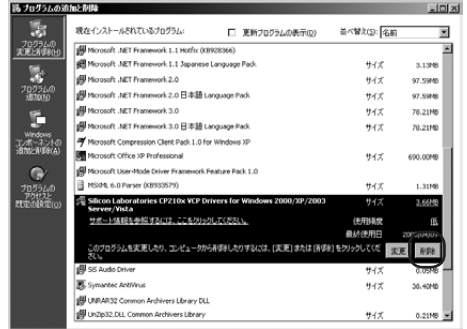 プログラムの追加と削除
現在インストールされているプログラム:
更新プログラムの表示(D)
並べ替え(S):
名前
プログラムの
変更と削除(H)
プログラムの
追加(N)
Windows
コンポーネントの
追加と削除(A)
プログラムの
アクセスと
既定の設定(O)
Microsoft .NET Framework 1.1 Hotfix (KB928366)
Microsoft .NET Framework 1.1 Japanese Language Pack サイズ 3.13MB
Microsoft .NET Framework 2.0 サイズ 97.59MB
Microsoft .NET Framework 2.0 日本語 Language Pack サイズ 97.59MB
Microsoft .NET Framework 3.0 サイズ 78.21MB
Microsoft .NET Framework 3.0 日本語 Language Pack サイズ 78.21MB
Microsoft Compression Client Pack 1.0 for Windows XP
Microsoft Office XP Professional サイズ 690.00MB
Microsoft User-Mode Driver Framework Feature Pack 1.0
MSXML 6.0 Parser (KB933579) サイズ 1.31MB
Silicon Laboratories CP210x VCP Drivers for Windows 2000/XP/2003 サイズ 3.66MB
Server/Vista
サポート情報を参照するには、ここをクリックしてください。 使用頻度 低
最終使用日
このプログラムを変更したり、コンピュータから削除したりするには、[変更] または [削除] をクリックしてくだ
さい。
変更
削除
SiS Audio Driver サイズ 0.05MB
Symantec AntiVirus サイズ 38.40MB
UNRAR32 Common Archivers Library DLL
UnZip32.DLL Common Archivers Library サイズ 0.21MB